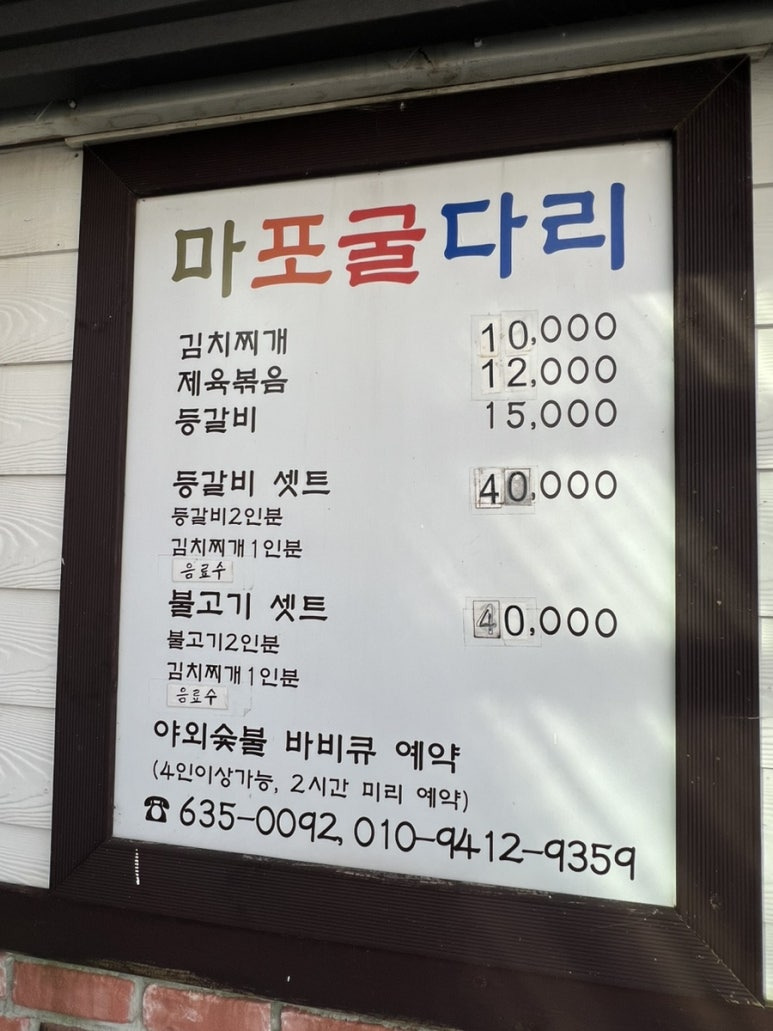 마포굴다리
김치찌개 10,000
제육볶음 12,000
등갈비 15,000
등갈비 셋트 40,000
등갈비2인분
김치찌개1인분
음료수
불고기 셋트 40,000
불고기2인분
김치찌개1인분
음료수
야외숯불 바비큐 예약
(4인이상가능, 2시간 미리 예약)
☎ 635-0092, 010-9412-9359